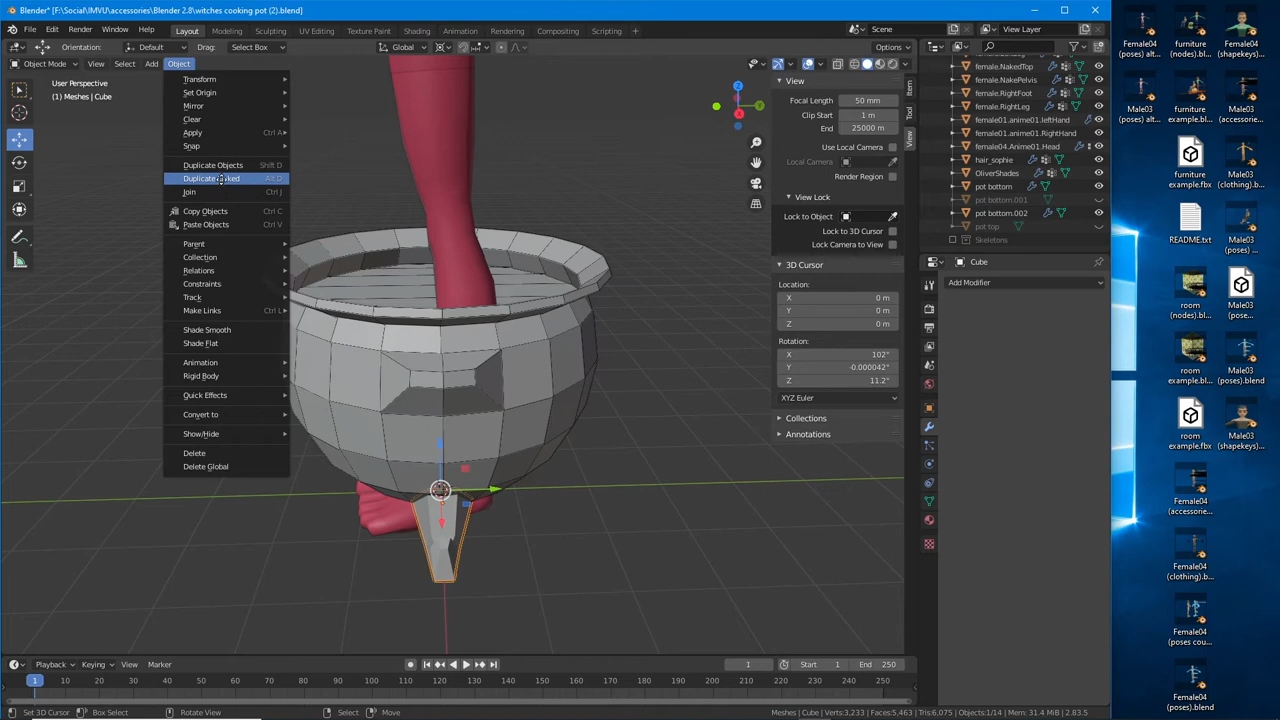 Blender* [F:\Social\IMVU\accessories\Blender 2.8\witches cooking pot (2).blend]
File Edit Render Window Help Layout Modeling Sculpting UV Editing Texture Paint Shading Animation Rendering Compositing Scripting Scene View Layer
Orientation: Default Drag: Select Box Global Options
Object Mode View Select Add Object
User Perspective
(1) Meshes | Cube
Transform
Set Origin
Mirror
Clear
Apply Ctrl A
Snap
Duplicate Objects Shift D
Duplicate Linked Alt D
Join Ctrl J
Copy Objects Ctrl C
Paste Objects Ctrl V
Parent
Collection
Relations
Constraints
Track
Make Links Ctrl L
Shade Smooth
Shade Flat
Animation
Rigid Body
Quick Effects
Convert to
Show/Hide
Delete
Delete Global
Z
Y
X
View
Focal Length 50 mm
Clip Start 1 m
End 25000 m
Use Local Camera
Local Camera
Render Region
View Lock
Lock to Object
Lock to 3D Cursor
Lock Camera to View
3D Cursor
Location:
X 0 m
Y 0 m
Z 0 m
Rotation:
X 102°
Y -0.000042°
Z 11.2°
XYZ Euler
Collections
Annotations
Item
Tool
View
female.NakedTop
female.NakePelvis
female.RightFoot
female.RightLeg
female01.anime01.leftHand
female01.anime01.RightHand
female04.Anime01.Head
hair_sophie
OliverShades
pot bottom
pot bottom.001
pot bottom.002
pot top
Skeletons
Cube
Add Modifier
Playback Keying View Marker 1 Start 1 End 250
1 10 20 30 40 50 60 70 80 90 100 110 120 130 140 150 160 170 180 190 200 210 220 230 240 250
Set 3D Cursor Box Select Rotate View Select Move Meshes | Cube | Verts:3,233 | Faces:5,463 | Tris:6,075 | Objects:1/14 | Mem: 31.4 MiB | 2.83.5
Female04 (poses) alt...
furniture (nodes).bl...
Female04 (shapekeys)...
Male03 (poses) alt...
furniture example.bl...
Male03 (accessorie...
furniture example.fbx
Male03 (clothing).b...
README.txt
Male03 (poses) ...
room (nodes).blend
Male03 (pose...
room example.bl...
Male03 (poses).blend
room example.fbx
Male03 (shapekeys)...
Female04 (accessorie...
Female04 (clothing).b...
Female04 (poses cou...
Female04 (poses).blend